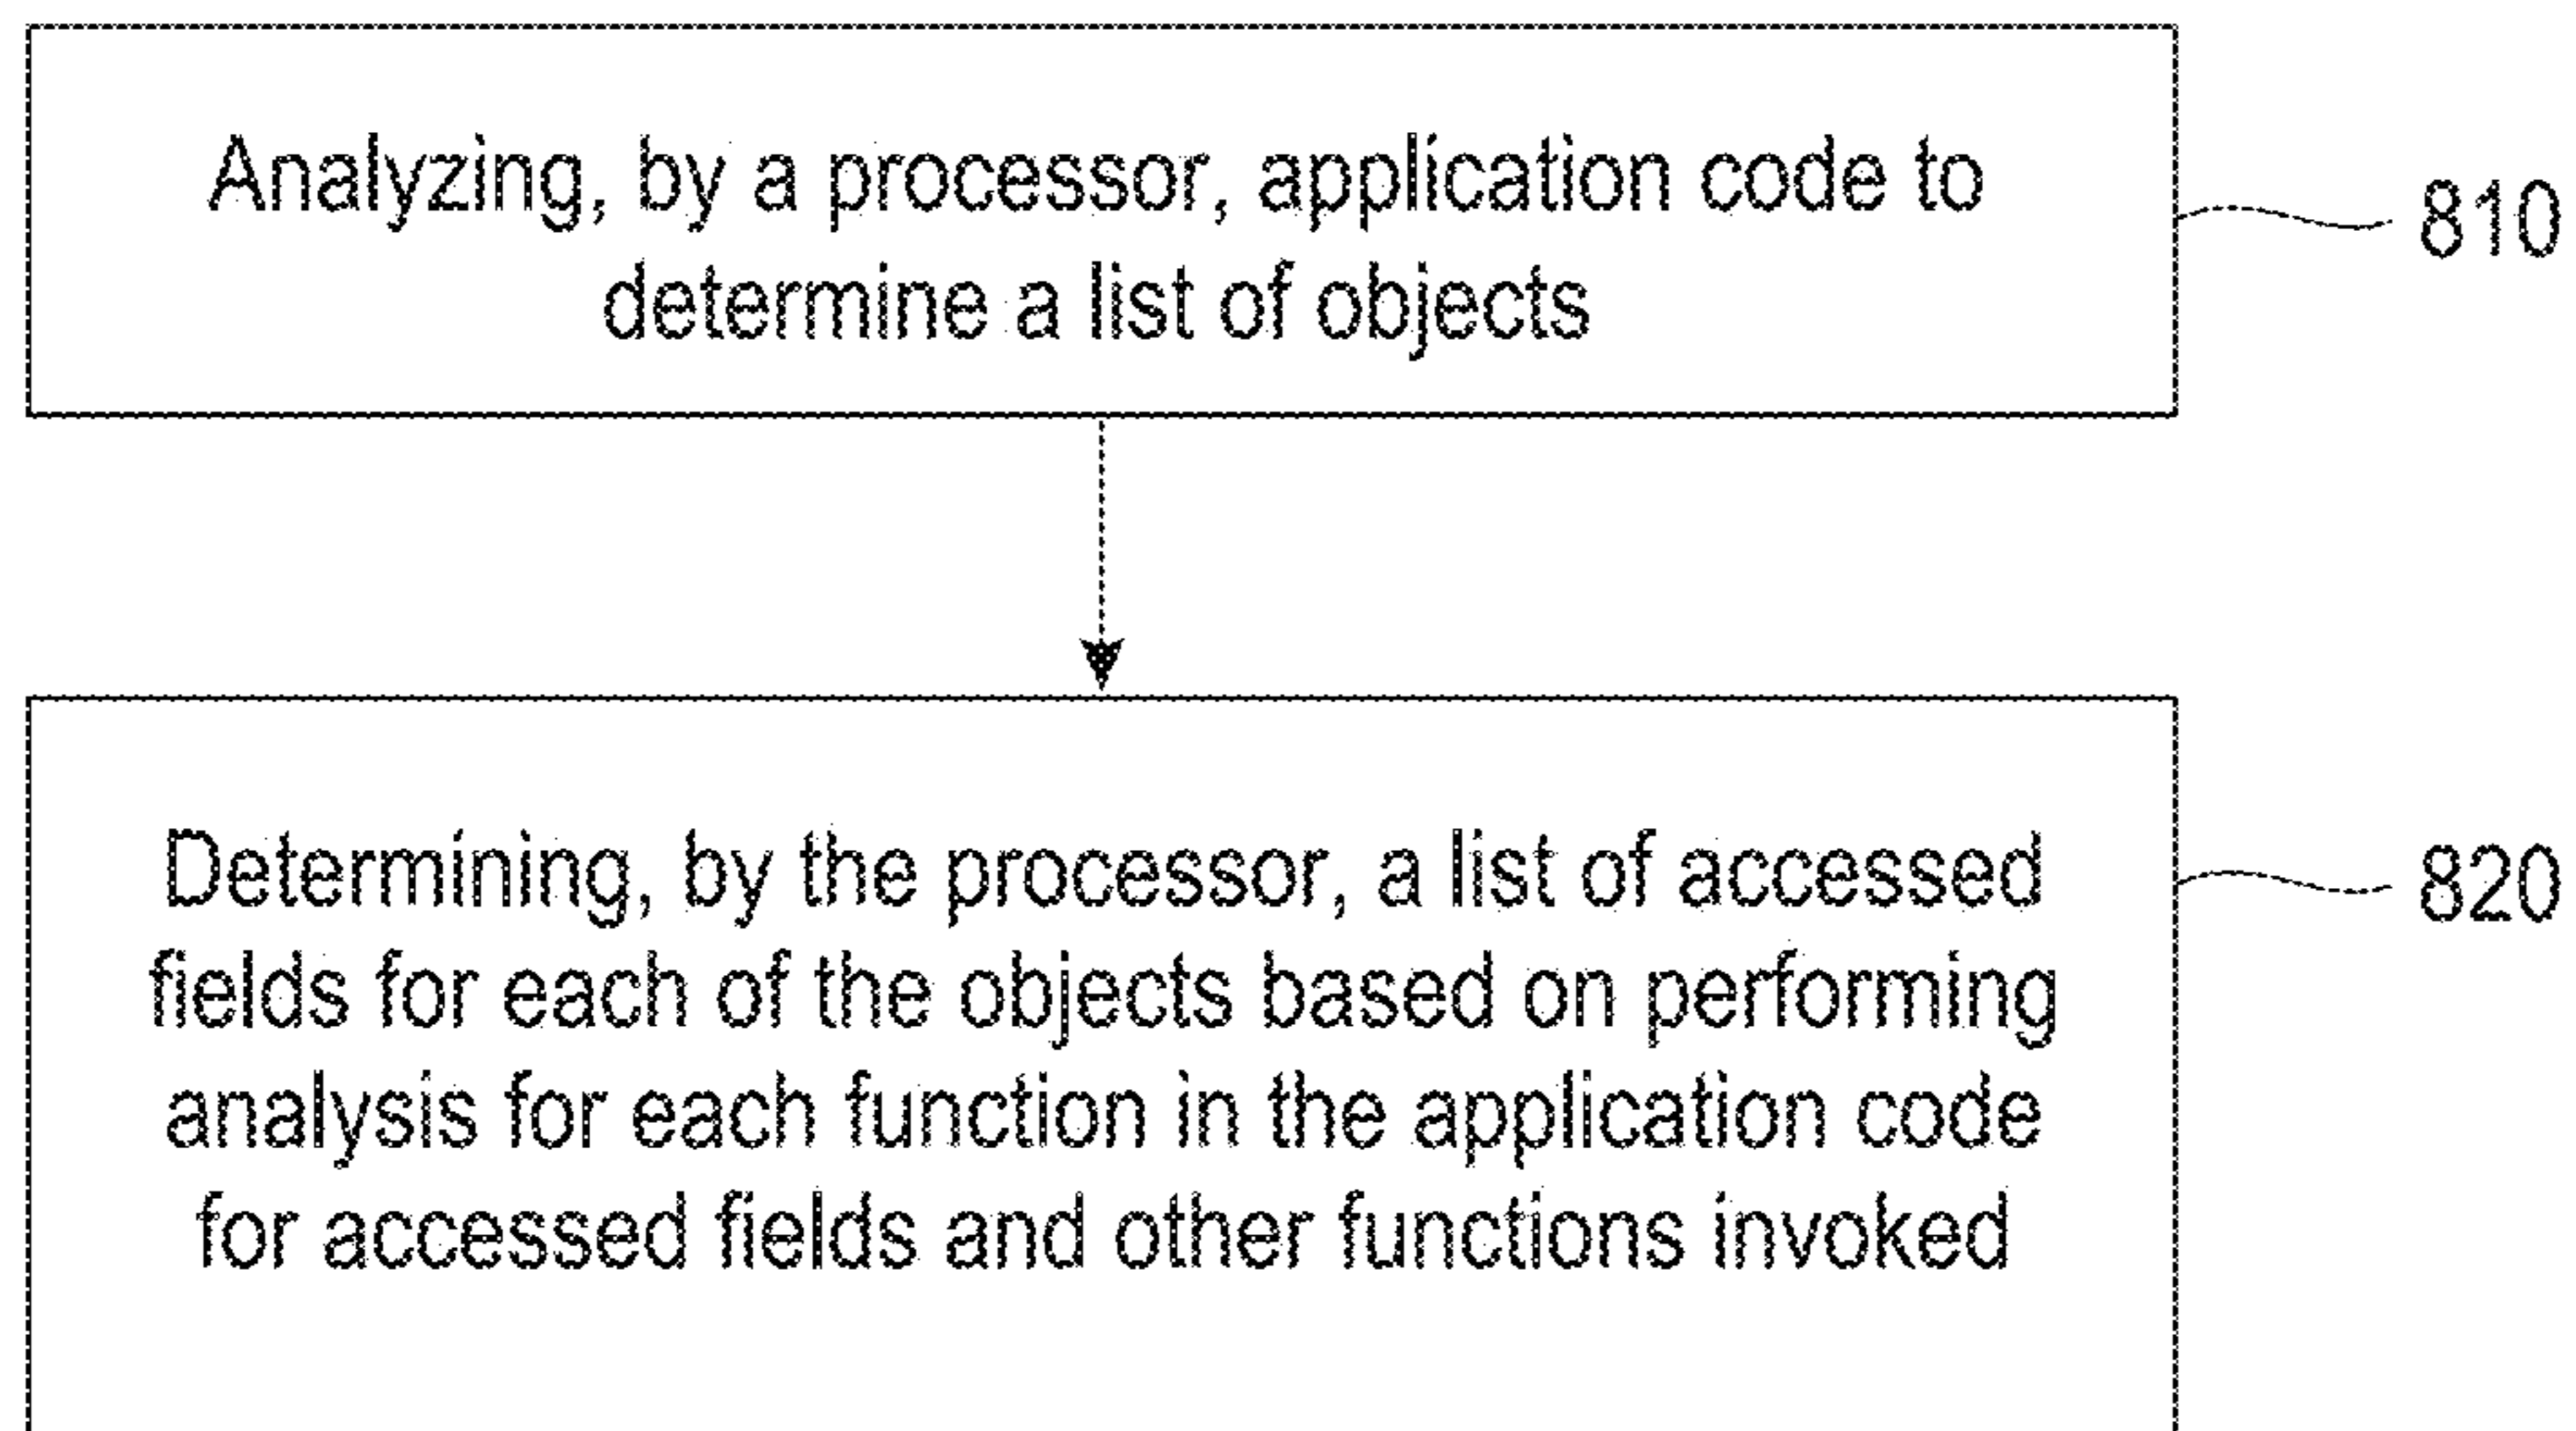 Analyzing, by a processor, application code to
determine a list of objects
810
Determining, by the processor, a list of accessed
fields for each of the objects based on performing
analysis for each function in the application code
for accessed fields and other functions invoked
820